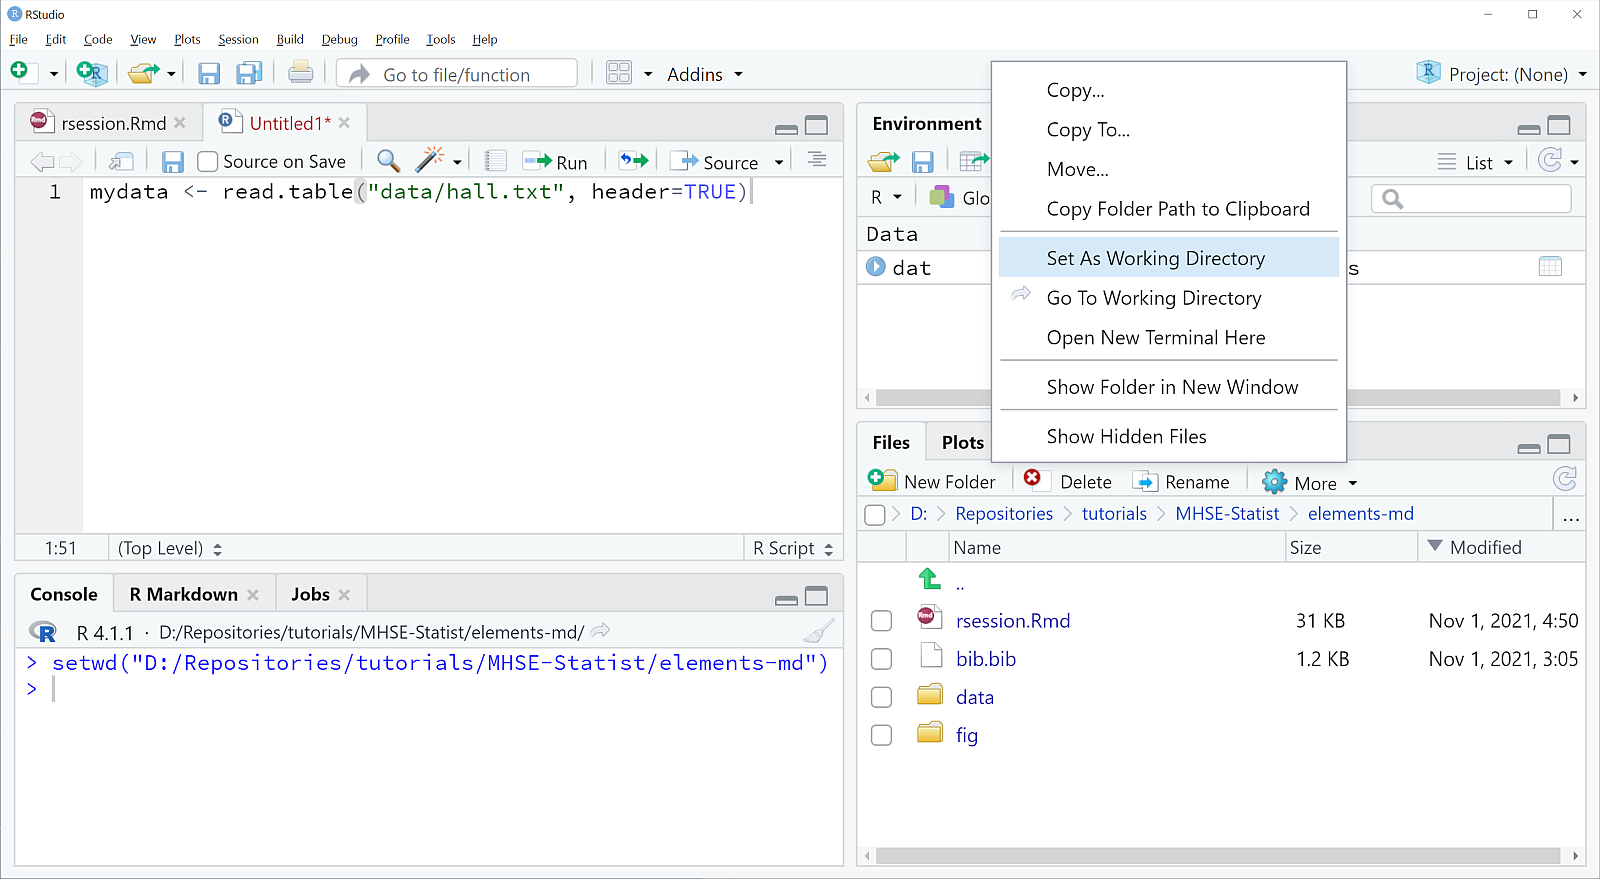 RStudio
File Edit Code View Plots Session Build Debug Profile Tools Help
Go to file/function Addins Project: (None)
rsession.Rmd Untitled1*
Source on Save Run Source
1 mydata <- read.table("data/hall.txt", header=TRUE)
1:51 (Top Level) R Script
Console R Markdown Jobs
R 4.1.1 · D:/Repositories/tutorials/MHSE-Statist/elements-md/
> setwd("D:/Repositories/tutorials/MHSE-Statist/elements-md")
>
Environment
List
R Glo
Data
dat s
Copy...
Copy To...
Move...
Copy Folder Path to Clipboard
Set As Working Directory
Go To Working Directory
Open New Terminal Here
Show Folder in New Window
Show Hidden Files
Files Plots
New Folder Delete Rename More
D: Repositories tutorials MHSE-Statist elements-md ...
Name Size Modified
..
rsession.Rmd 31 KB Nov 1, 2021, 4:50
bib.bib 1.2 KB Nov 1, 2021, 3:05
data
fig